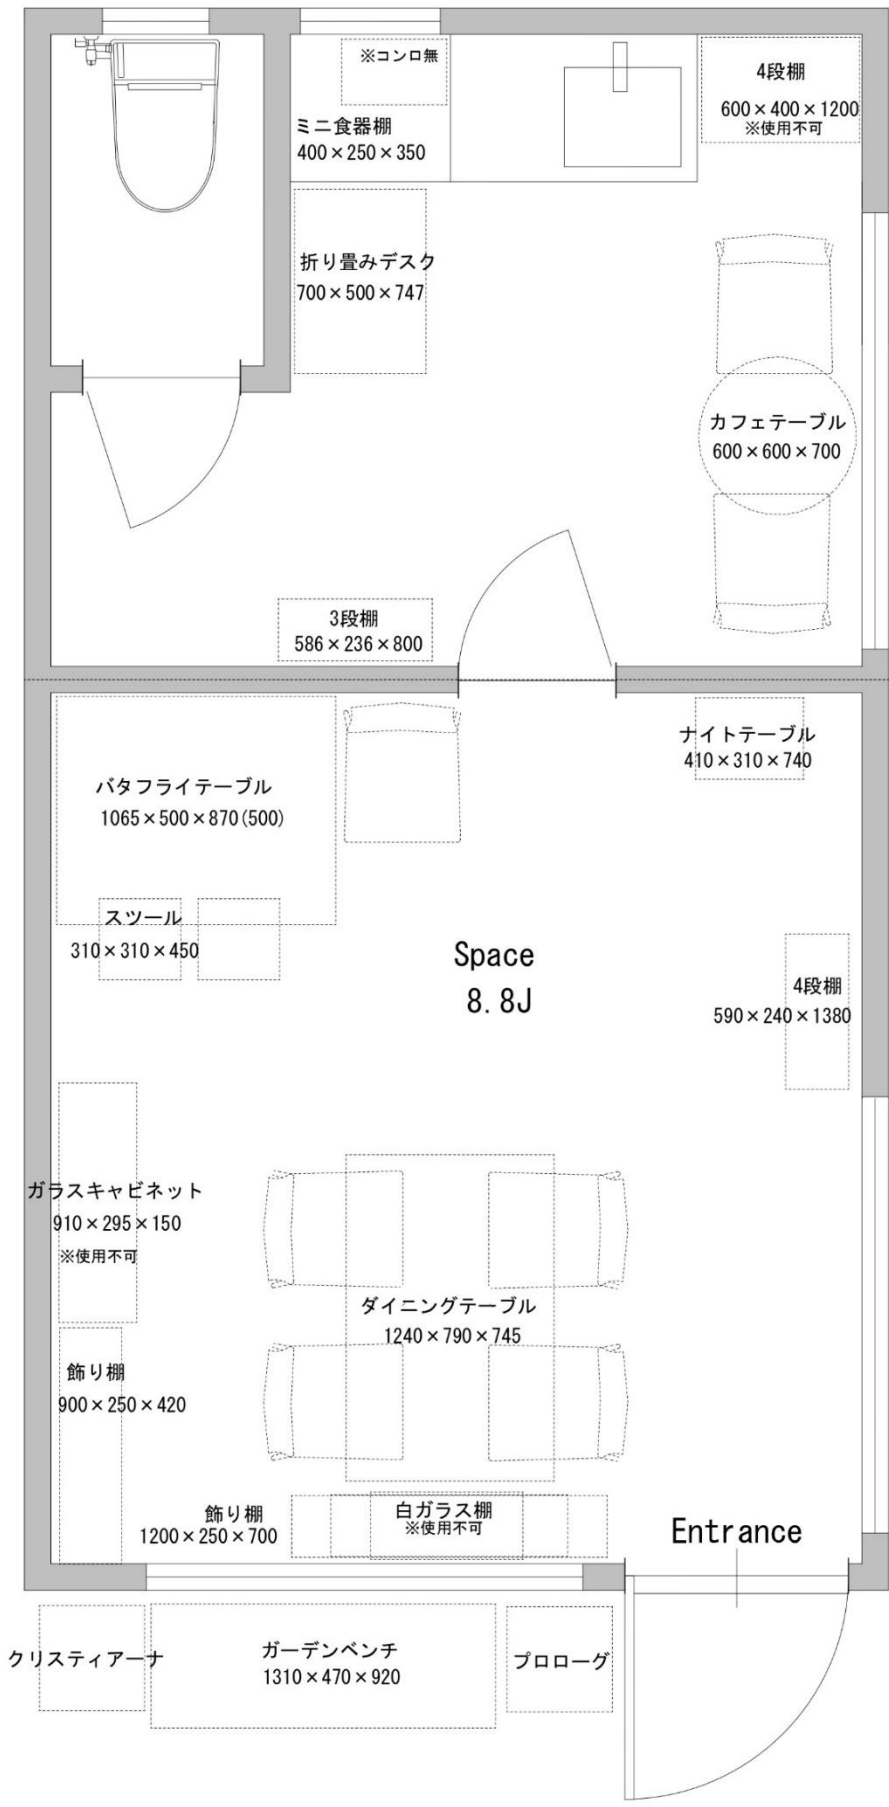 ※コンロ無
ミニ食器棚
400×250×350
4段棚
600×400×1200
※使用不可
折り畳みデスク
700×500×747
カフェテーブル
600×600×700
3段棚
586×236×800
バタフライテーブル
1065×500×870(500)
ナイトテーブル
410×310×740
スツール
310×310×450
Space
8.8J
4段棚
590×240×1380
ガラスキャビネット
910×295×150
※使用不可
ダイニングテーブル
1240×790×745
飾り棚
900×250×420
飾り棚
1200×250×700
白ガラス棚
※使用不可
Entrance
クリスティアーナ
ガーデンベンチ
1310×470×920
プロローグ